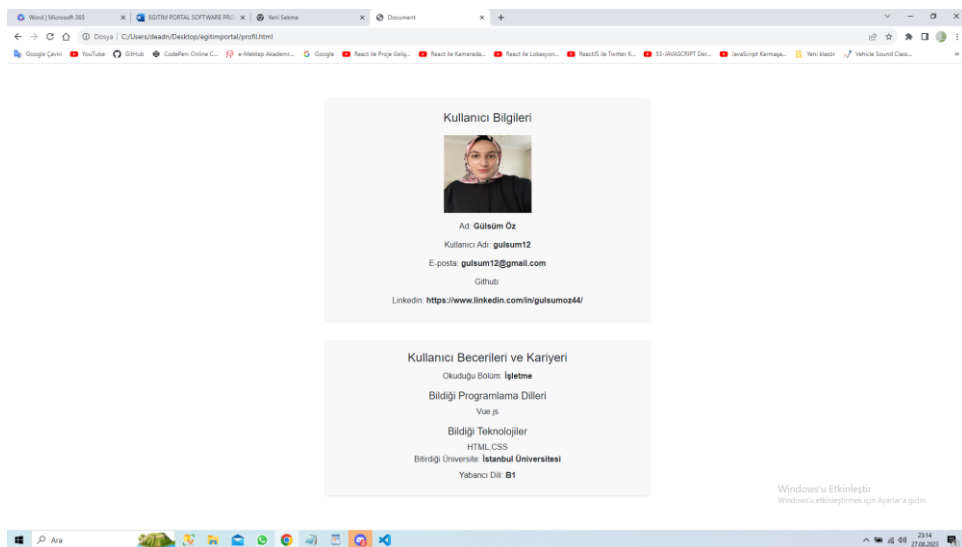 Word | Microsoft 365
EGITIM PORTAL SOFTWARE PRO
Yeni Sekme
Document
Dosya | C:/Users/deadn/Desktop/egitimportal/profil.html
Google Çeviri
YouTube
GitHub
CodePen: Online C...
e-Mektep Akademi...
Google
React ile Proje Geliş...
React ile Kamerada...
React ile Lokasyon...
ReactJS ile Twitter K...
53-JAVASCRIPT Der...
JavaScript Karmaşa...
Yeni klasör
Vehicle Sound Class...
Kullanıcı Bilgileri
Ad: Gülsüm Öz
Kullanıcı Adı: gulsum12
E-posta: gulsum12@gmail.com
Github:
Linkedin: https://www.linkedin.com/in/gulsumoz44/
Kullanıcı Becerileri ve Kariyeri
Okuduğu Bölüm: İşletme
Bildiği Programlama Dilleri
Vue.js
Bildiği Teknolojiler
HTML,CSS
Bitirdiği Üniversite: İstanbul Üniversitesi
Yabancı Dili: B1
Windows'u Etkinleştir
Windows'u etkinleştirmek için Ayarlar'a gidin.
Ara
23:14
27.08.2023